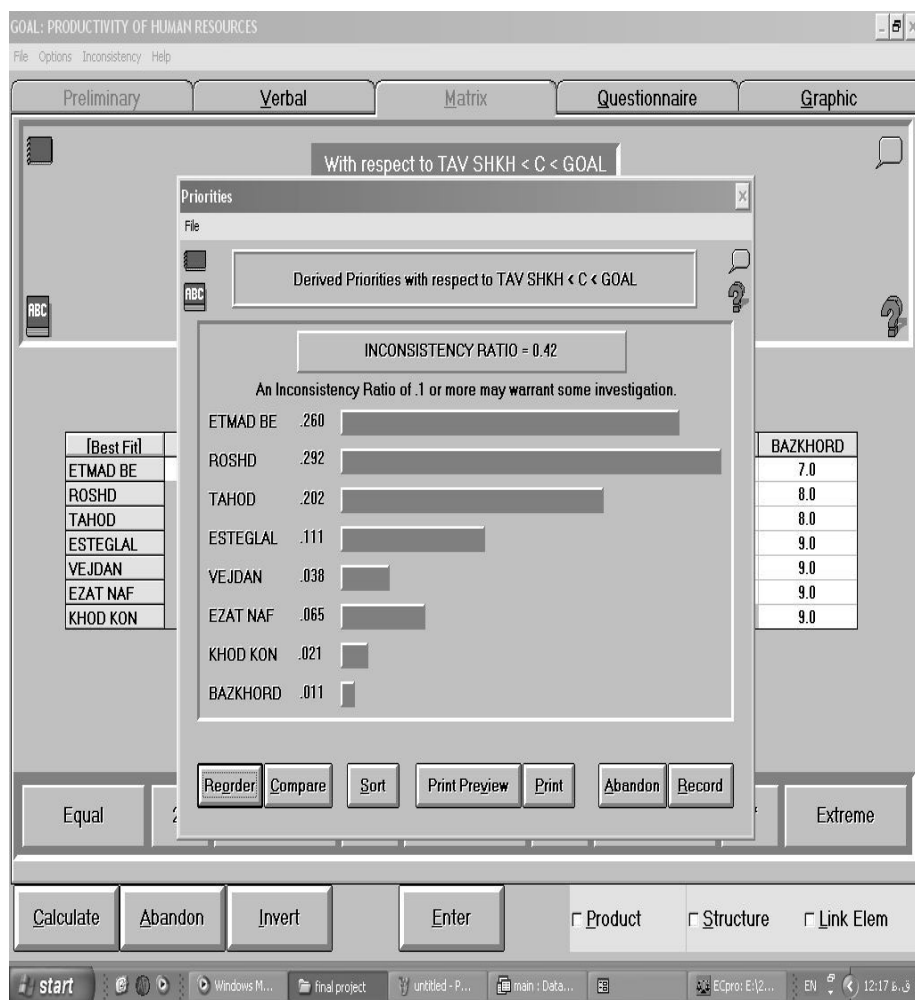 GOAL: PRODUCTIVITY OF HUMAN RESOURCES
File Options Inconsistency Help
Preliminary Verbal Matrix Questionnaire Graphic
With respect to TAV SHKH < C < GOAL
Priorities
File
ABC
ABC
Derived Priorities with respect to TAV SHKH < C < GOAL
INCONSISTENCY RATIO = 0.42
An Inconsistency Ratio of .1 or more may warrant some investigation.
ETMAD BE .260
ROSHD .292
TAHOD .202
ESTEGLAL .111
VEJDAN .038
EZAT NAF .065
KHOD KON .021
BAZKHORD .011
[Best Fit] BAZKHORD
ETMAD BE 7.0
ROSHD 8.0
TAHOD 8.0
ESTEGLAL 9.0
VEJDAN 9.0
EZAT NAF 9.0
KHOD KON 9.0
Reorder Compare Sort Print Preview Print Abandon Record
Equal 2 Extreme
Calculate Abandon Invert Enter Product Structure Link Elem
start Windows M... final project untitled - P... main : Data... ECpro: E:\2... EN 12:17 ق.ظ